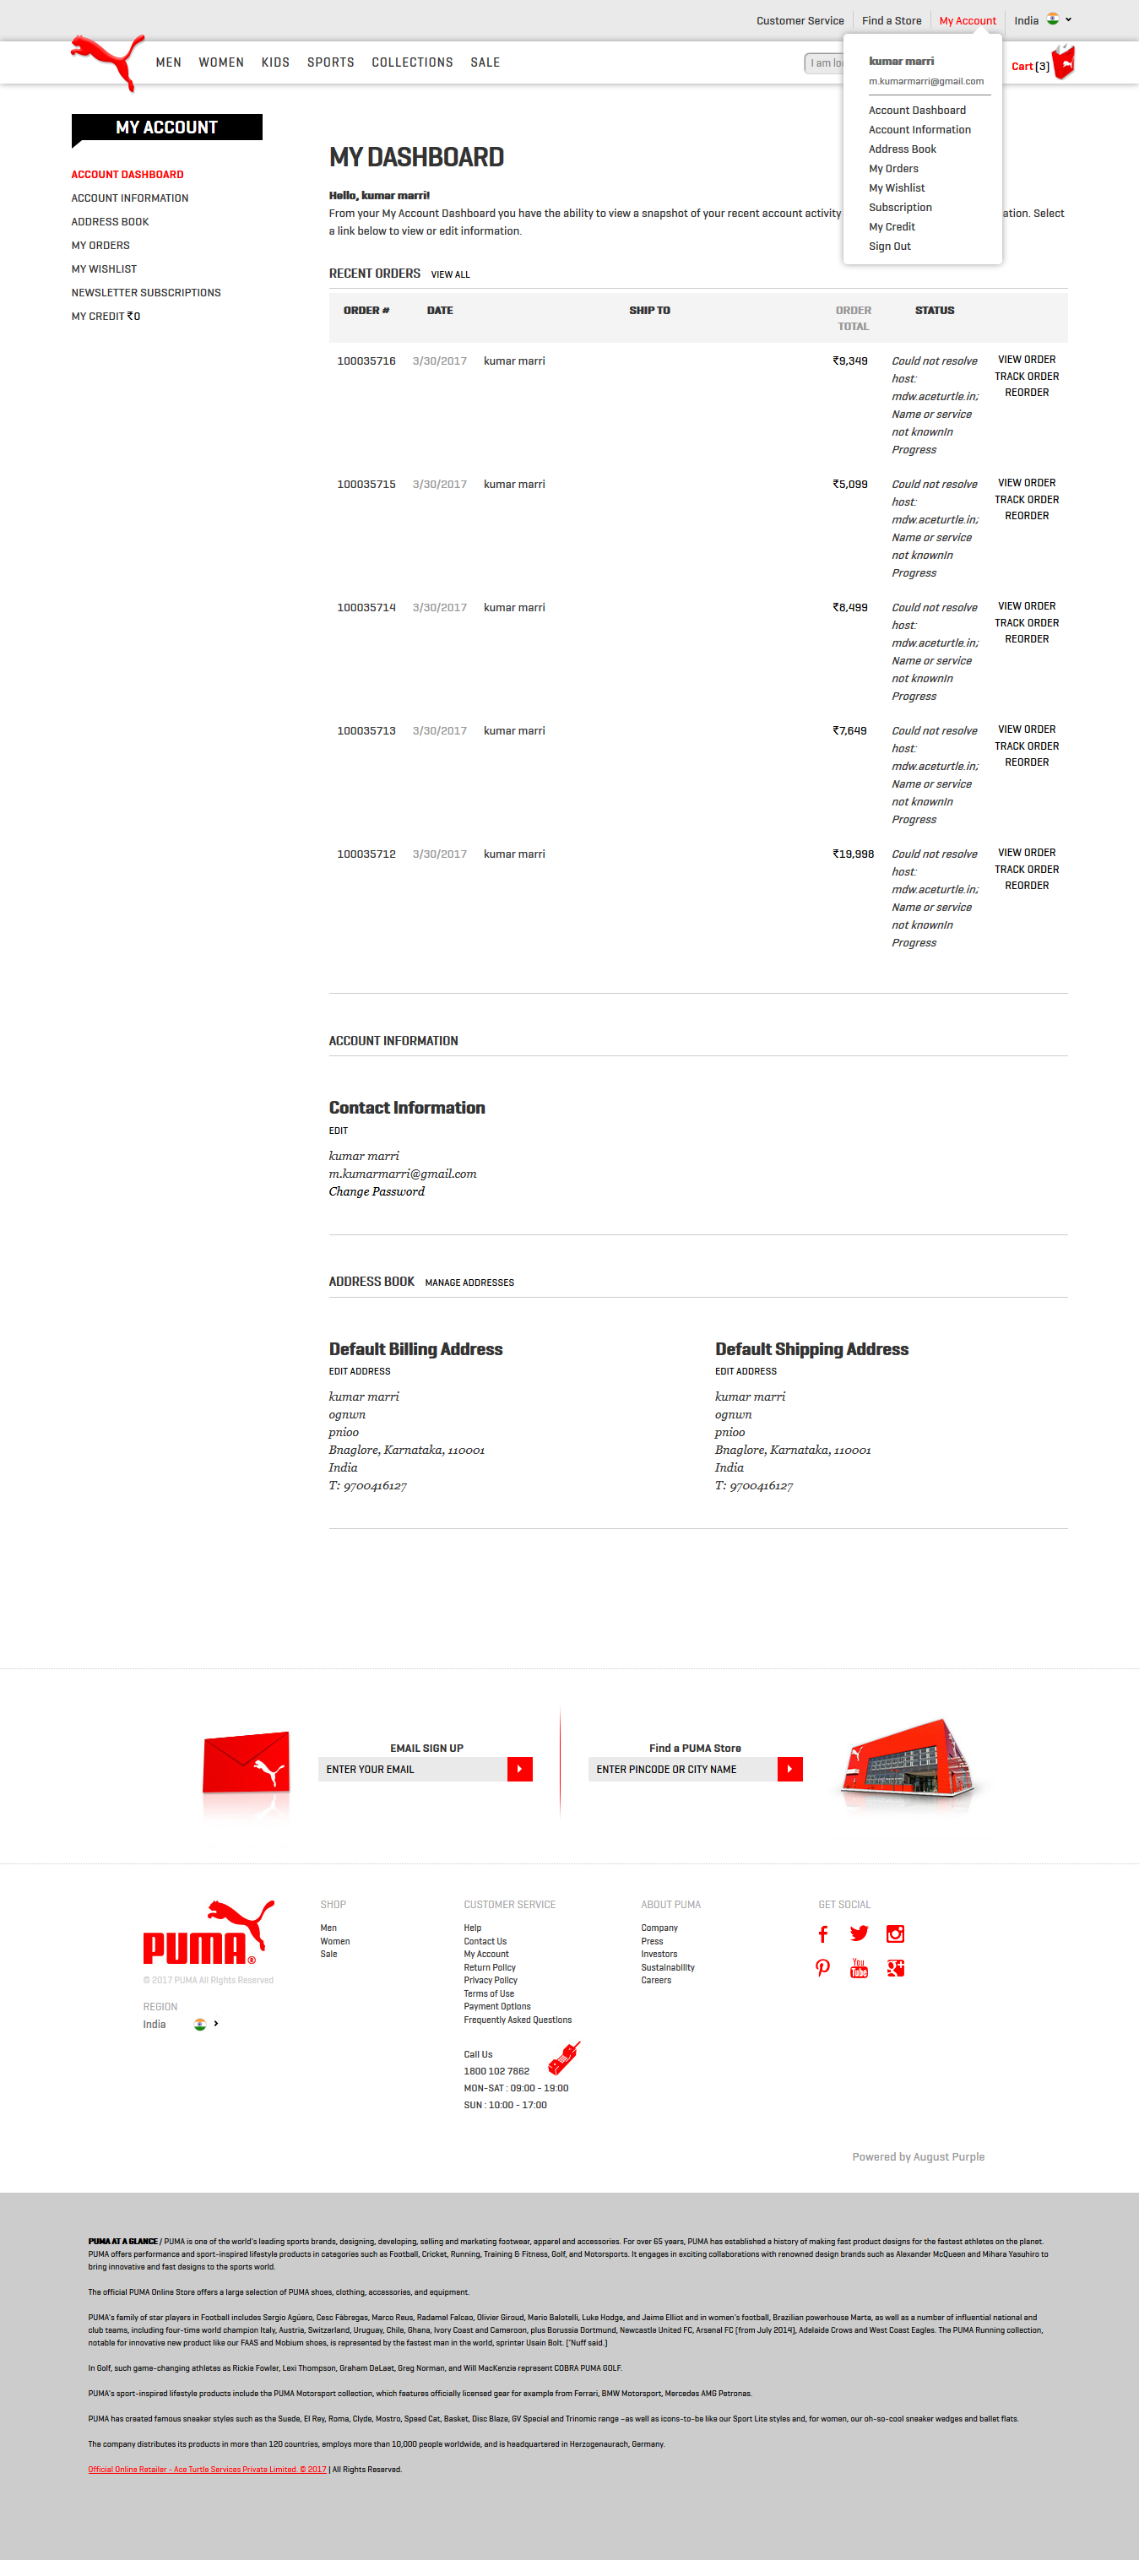 Customer Service
Find a Store
My Account
India
MEN
WOMEN
KIDS
SPORTS
COLLECTIONS
SALE
I am lo
Cart (3)
kumar marri
m.kumarmarri@gmail.com
Account Dashboard
Account Information
Address Book
My Orders
My Wishlist
Subscription
My Credit
Sign Out
MY ACCOUNT
ACCOUNT DASHBOARD
ACCOUNT INFORMATION
ADDRESS BOOK
MY ORDERS
MY WISHLIST
NEWSLETTER SUBSCRIPTIONS
MY CREDIT ₹0
MY DASHBOARD
Hello, kumar marri!
From your My Account Dashboard you have the ability to view a snapshot of your recent account activity ation. Select
a link below to view or edit information.
RECENT ORDERS VIEW ALL
ORDER # DATE SHIP TO ORDER TOTAL STATUS
100035716 3/30/2017 kumar marri ₹9,349
Could not resolve
host:
mdw.aceturtle.in;
Name or service
not knownIn
Progress
VIEW ORDER
TRACK ORDER
REORDER
100035715 3/30/2017 kumar marri ₹5,099
Could not resolve
host:
mdw.aceturtle.in;
Name or service
not knownIn
Progress
VIEW ORDER
TRACK ORDER
REORDER
100035714 3/30/2017 kumar marri ₹8,499
Could not resolve
host:
mdw.aceturtle.in;
Name or service
not knownIn
Progress
VIEW ORDER
TRACK ORDER
REORDER
100035713 3/30/2017 kumar marri ₹7,649
Could not resolve
host:
mdw.aceturtle.in;
Name or service
not knownIn
Progress
VIEW ORDER
TRACK ORDER
REORDER
100035712 3/30/2017 kumar marri ₹19,998
Could not resolve
host:
mdw.aceturtle.in;
Name or service
not knownIn
Progress
VIEW ORDER
TRACK ORDER
REORDER
ACCOUNT INFORMATION
Contact Information
EDIT
kumar marri
m.kumarmarri@gmail.com
Change Password
ADDRESS BOOK MANAGE ADDRESSES
Default Billing Address
EDIT ADDRESS
kumar marri
ognwn
pnioo
Bnaglore, Karnataka, 110001
India
T: 9700416127
Default Shipping Address
EDIT ADDRESS
kumar marri
ognwn
pnioo
Bnaglore, Karnataka, 110001
India
T: 9700416127
EMAIL SIGN UP
ENTER YOUR EMAIL
Find a PUMA Store
ENTER PINCODE OR CITY NAME
PUMA®
© 2017 PUMA All Rights Reserved
REGION
India
SHOP
Men
Women
Sale
CUSTOMER SERVICE
Help
Contact Us
My Account
Return Policy
Privacy Policy
Terms of Use
Payment Options
Frequently Asked Questions
Call Us
1800 102 7862
MON-SAT : 09:00 - 19:00
SUN : 10:00 - 17:00
ABOUT PUMA
Company
Press
Investors
Sustainability
Careers
GET SOCIAL
You
Tube
Powered by August Purple
PUMA AT A GLANCE / PUMA is one of the world's leading sports brands, designing, developing, selling and marketing footwear, apparel and accessories. For over 65 years, PUMA has established a history of making fast product designs for the fastest athletes on the planet.
PUMA offers performance and sport-inspired lifestyle products in categories such as Football, Cricket, Running, Training & Fitness, Golf, and Motorsports. It engages in exciting collaborations with renowned design brands such as Alexander McQueen and Mihara Yasuhiro to
bring innovative and fast designs to the sports world.
The official PUMA Online Store offers a large selection of PUMA shoes, clothing, accessories, and equipment.
PUMA's family of star players in Football includes Sergio Agüero, Cesc Fàbregas, Marco Reus, Radamel Falcao, Olivier Giroud, Mario Balotelli, Luke Hodge, and Jaime Elliot and in women's football, Brazilian powerhouse Marta, as well as a number of influential national and
club teams, including four-time world champion Italy, Austria, Switzerland, Uruguay, Chile, Ghana, Ivory Coast and Cameroon, plus Borussia Dortmund, Newcastle United FC, Arsenal FC (from July 2014), Adelaide Crows and West Coast Eagles. The PUMA Running collection,
notable for innovative new product like our FAAS and Mobium shoes, is represented by the fastest man in the world, sprinter Usain Bolt. ('Nuff said.)
In Golf, such game-changing athletes as Rickie Fowler, Lexi Thompson, Graham DeLaet, Greg Norman, and Will MacKenzie represent COBRA PUMA GOLF.
PUMA's sport-inspired lifestyle products include the PUMA Motorsport collection, which features officially licensed gear for example from Ferrari, BMW Motorsport, Mercedes AMG Petronas.
PUMA has created famous sneaker styles such as the Suede, El Rey, Roma, Clyde, Mostro, Speed Cat, Basket, Disc Blaze, GV Special and Trinomic range –as well as icons-to-be like our Sport Lite styles and, for women, our oh-so-cool sneaker wedges and ballet flats.
The company distributes its products in more than 120 countries, employs more than 10,000 people worldwide, and is headquartered in Herzogenaurach, Germany.
Official Online Retailer - Ace Turtle Services Private Limited. © 2017 | All Rights Reserved.